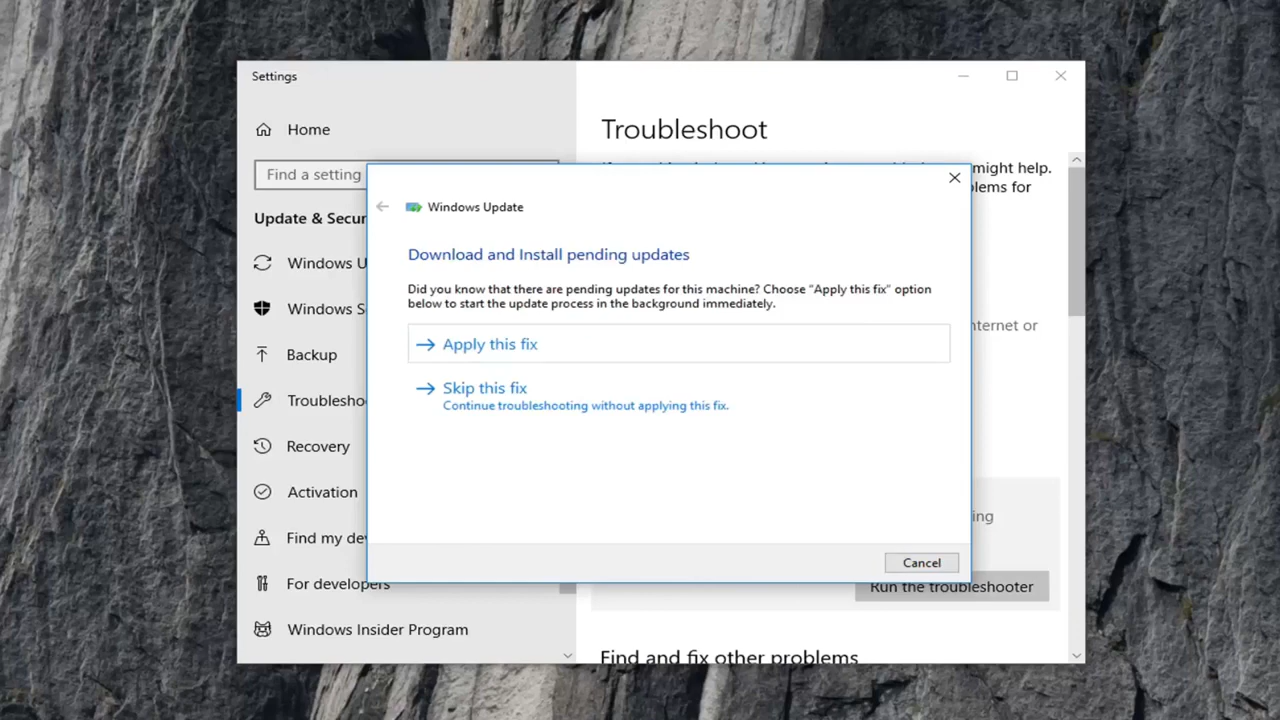 Settings
Home
Find a setting
Update & Secur
Windows U
Windows S
Backup
Troublesho
Recovery
Activation
Find my de
For developers
Windows Insider Program
Troubleshoot
might help.
lems for
nternet or
ing
Run the troubleshooter
Find and fix other problems
Windows Update
Download and Install pending updates
Did you know that there are pending updates for this machine? Choose "Apply this fix" option
below to start the update process in the background immediately.
Apply this fix
Skip this fix
Continue troubleshooting without applying this fix.
Cancel